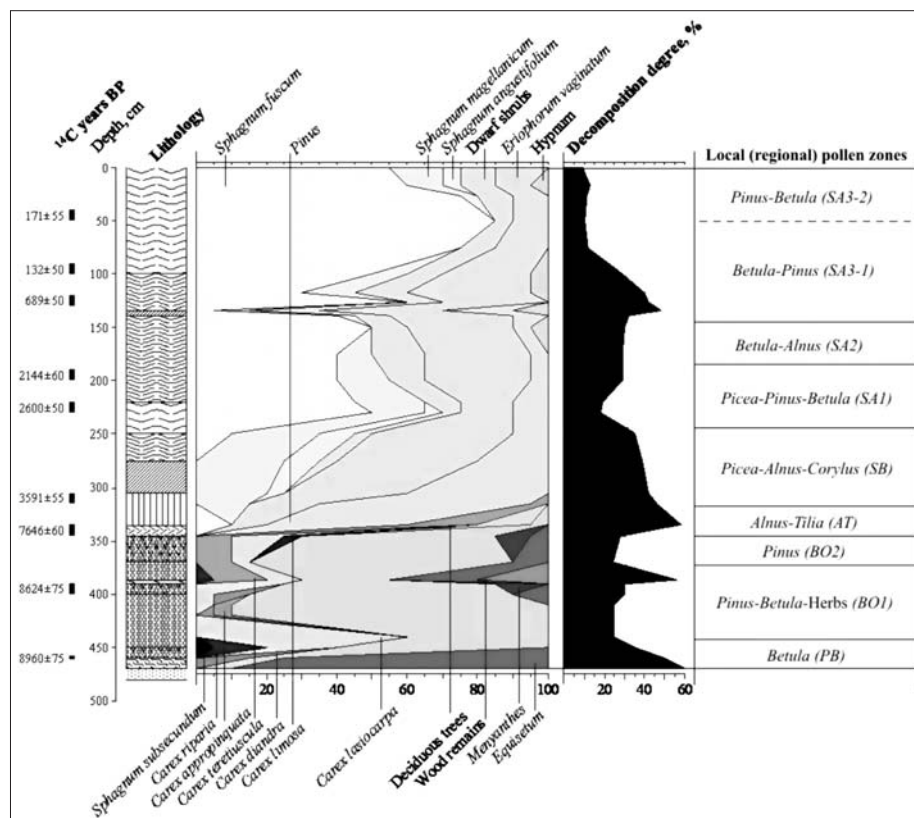 ¹⁴C years BP
Depth, cm
Lithology
Sphagnum fuscum
Pinus
Sphagnum magellanicum
Sphagnum angustifolium
Dwarf shrubs
Eriophorum vaginatum
Hypnum
Decomposition degree, %
Local (regional) pollen zones
0
50
100
150
200
250
300
350
400
450
500
171±55
132±50
689±50
2144±60
2600±50
3591±55
7646±60
8624±75
8960±75
Pinus-Betula (SA3-2)
Betula-Pinus (SA3-1)
Betula-Alnus (SA2)
Picea-Pinus-Betula (SA1)
Picea-Alnus-Corylus (SB)
Alnus-Tilia (AT)
Pinus (BO2)
Pinus-Betula-Herbs (BO1)
Betula (PB)
20 40 60 80 100
0 20 40 60
Sphagnum subsecundum
Carex riparia
Carex appropinquata
Carex teretiuscula
Carex diandra
Carex limosa
Carex lasiocarpa
Deciduous trees
Wood remains
Menyanthes
Equisetum